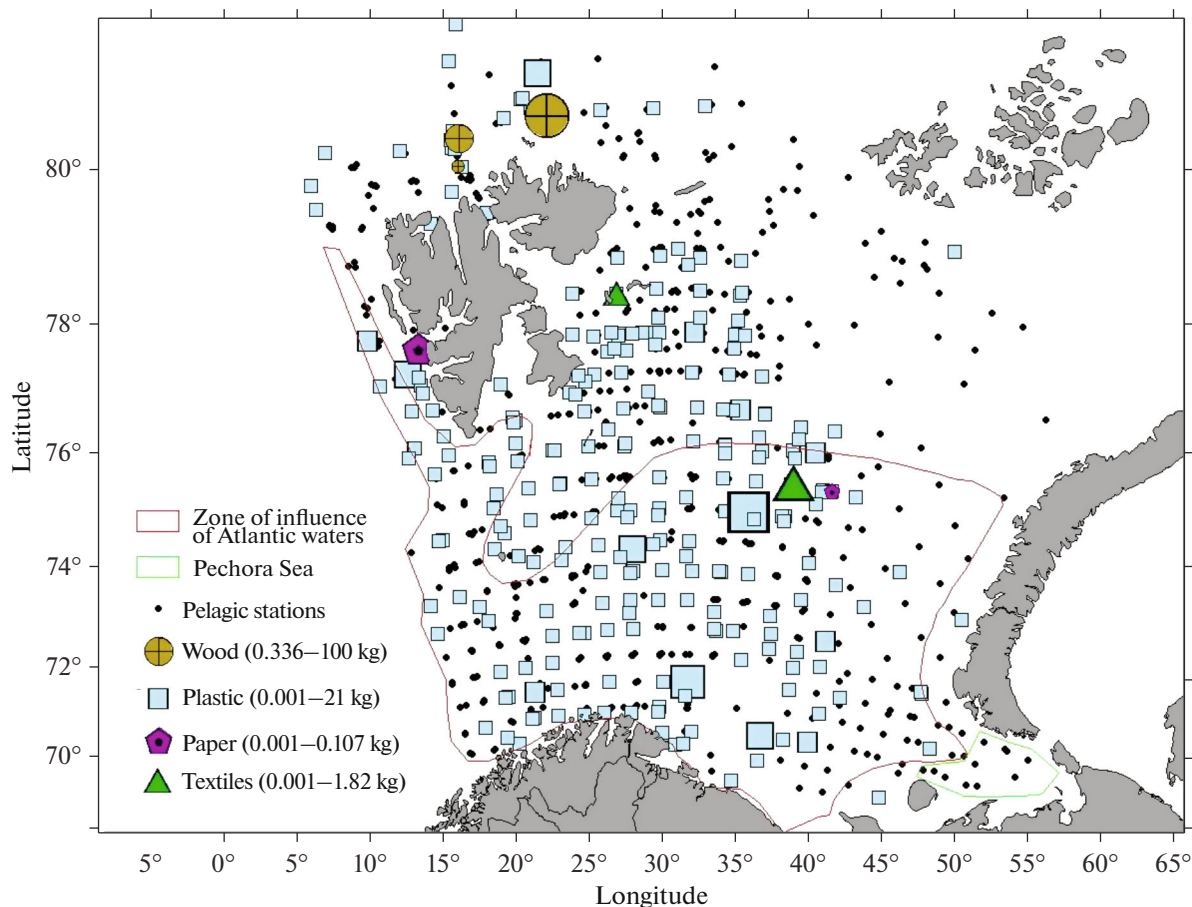 80°
78°
76°
74°
72°
70°
Latitude
Zone of influence
of Atlantic waters
Pechora Sea
Pelagic stations
Wood (0.336–100 kg)
Plastic (0.001–21 kg)
Paper (0.001–0.107 kg)
Textiles (0.001–1.82 kg)
5° 0° 5° 10° 15° 20° 25° 30° 35° 40° 45° 50° 55° 60° 65°
Longitude